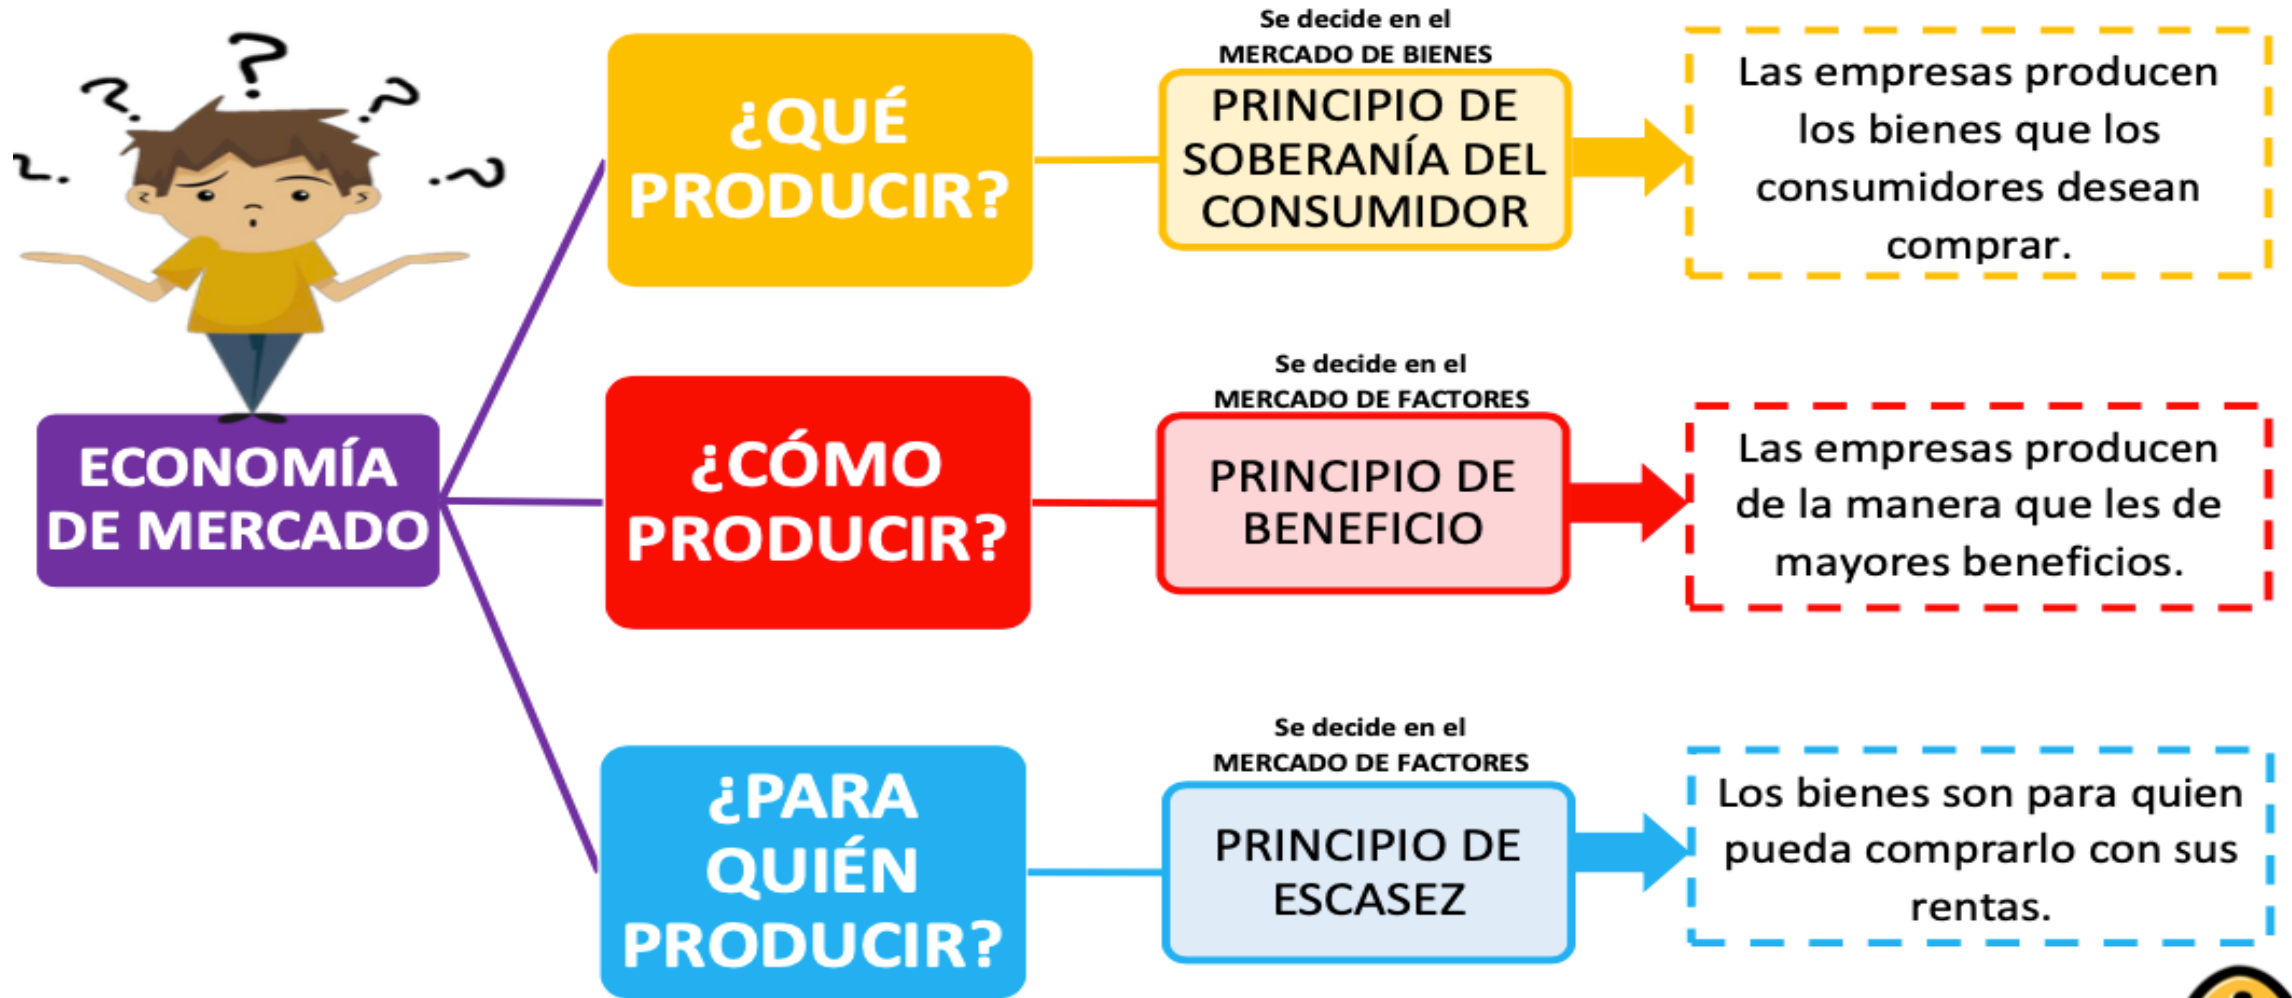 Se decide en el
MERCADO DE BIENES
¿QUÉ
PRODUCIR?
PRINCIPIO DE
SOBERANÍA DEL
CONSUMIDOR
Las empresas producen
los bienes que los
consumidores desean
comprar.
ECONOMÍA
DE MERCADO
Se decide en el
MERCADO DE FACTORES
¿CÓMO
PRODUCIR?
PRINCIPIO DE
BENEFICIO
Las empresas producen
de la manera que les de
mayores beneficios.
Se decide en el
MERCADO DE FACTORES
¿PARA
QUIÉN
PRODUCIR?
PRINCIPIO DE
ESCASEZ
Los bienes son para quien
pueda comprarlo con sus
rentas.